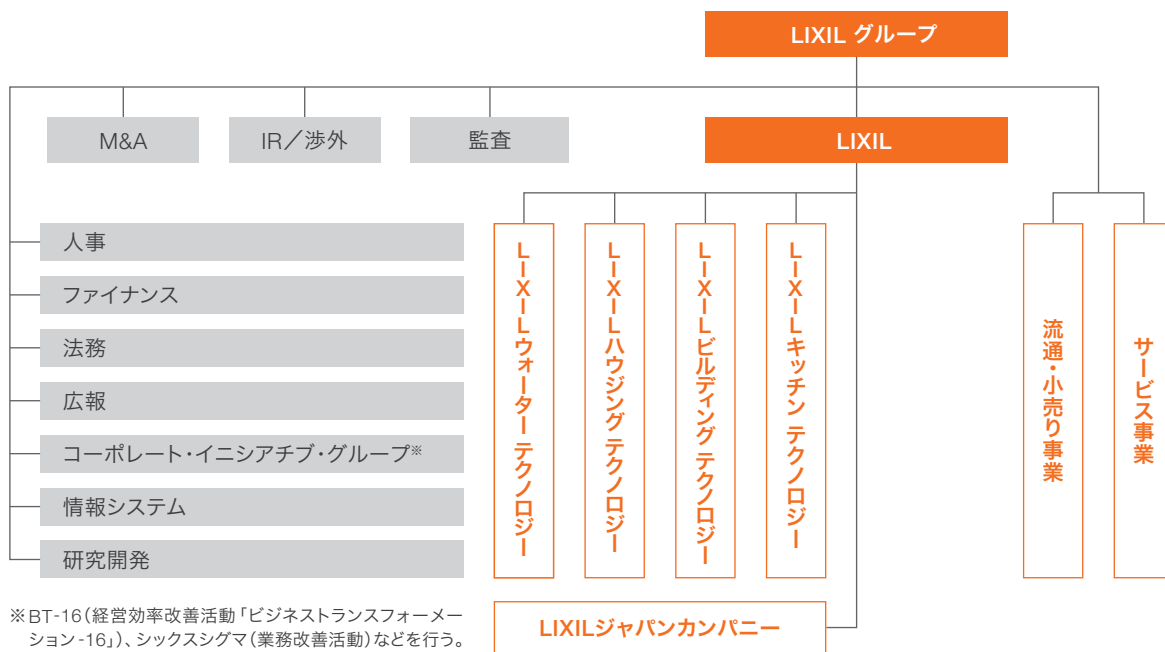 LIXIL グループ
M&A
IR／渉外
監査
LIXIL
人事
ファイナンス
法務
広報
コーポレート・イニシアチブ・グループ※
情報システム
研究開発
LIXILウォーター テクノロジー
LIXILハウジング テクノロジー
LIXILビルディング テクノロジー
LIXILキッチン テクノロジー
流通・小売り事業
サービス事業
LIXILジャパンカンパニー
※BT-16（経営効率改善活動「ビジネストランスフォーメー
ション-16」）、シックスシグマ（業務改善活動）などを行う。